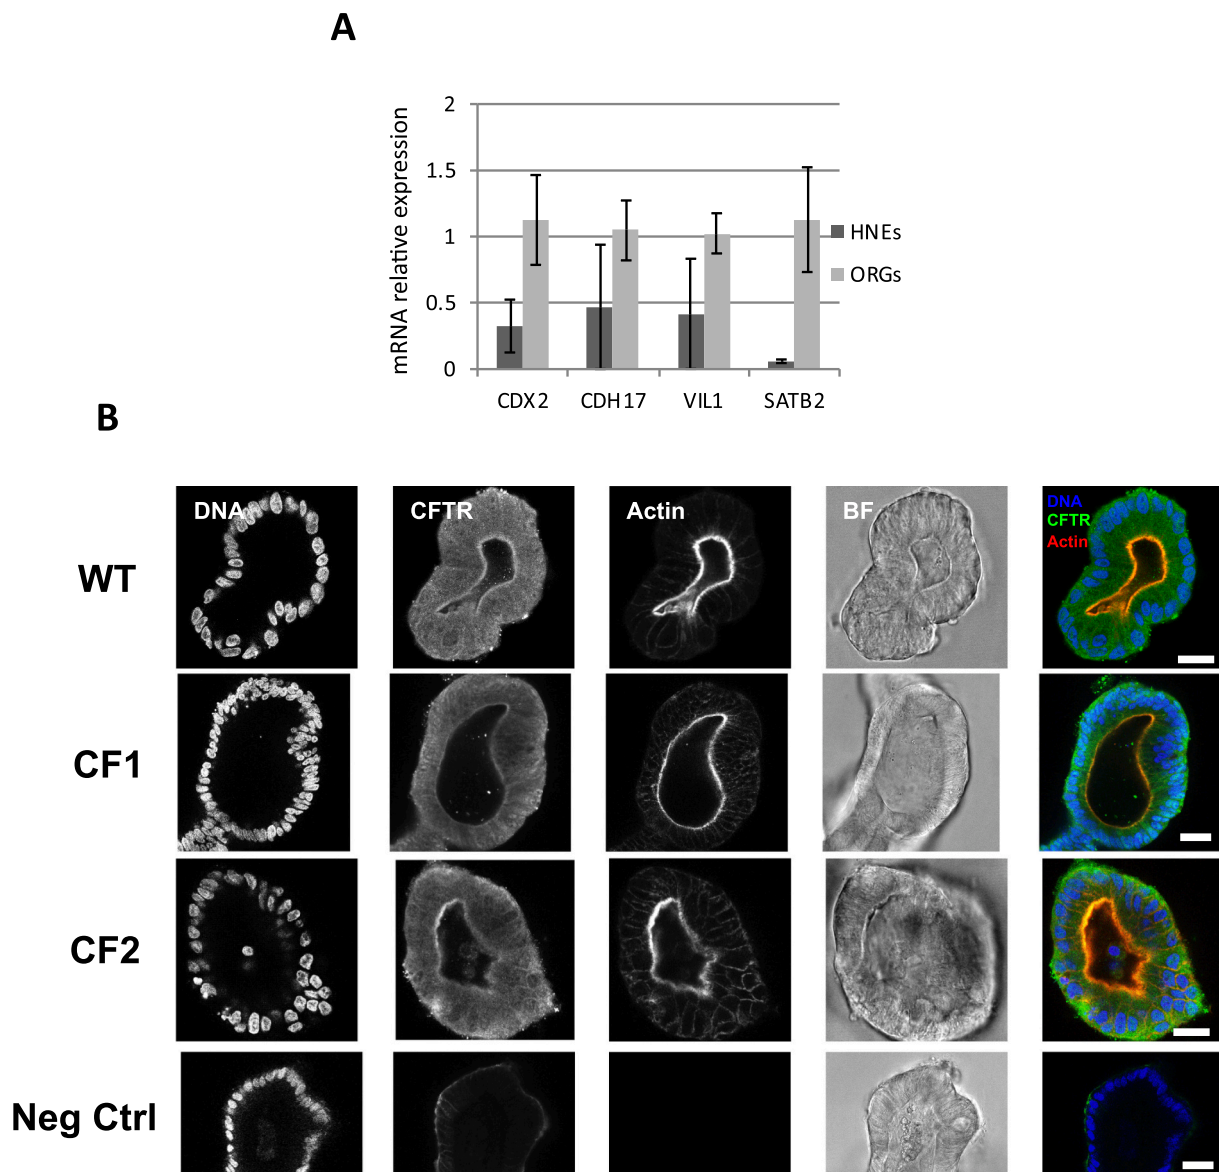 A
mRNA relative expression
2
1.5
1
0.5
0
CDX2 CDH17 VIL1 SATB2
HNEs
ORGs
B
DNA CFTR Actin BF
DNA
CFTR
Actin
WT
CF1
CF2
Neg Ctrl